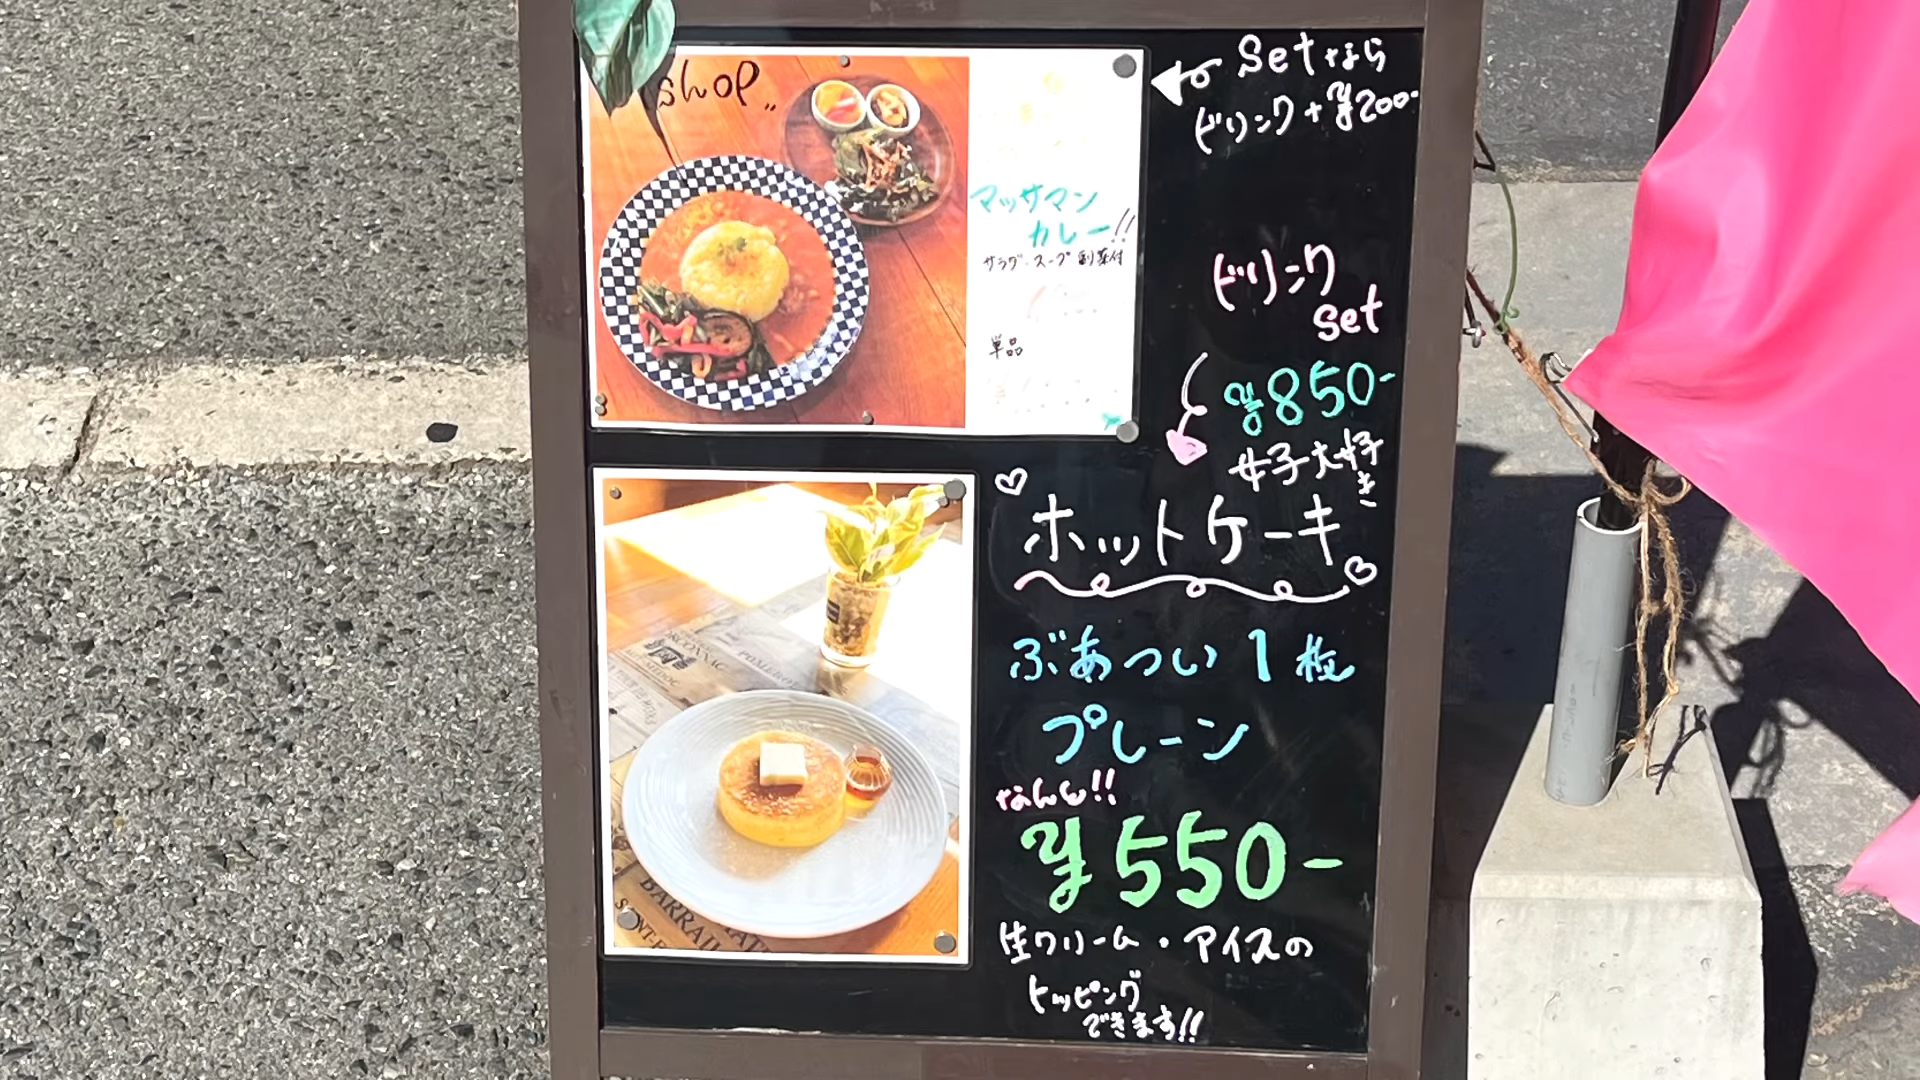 shop..
Setなら
ドリンク+¥200-
マッサマン
カレー!!
サラダ・スープ 副菜付
単品
ドリンク
set
¥850-
女子大好き
ホットケーキ
ぶあつい1枚
プレーン
なんと!!
¥550-
生クリーム・アイスの
トッピング
できます!!
BARRAIL